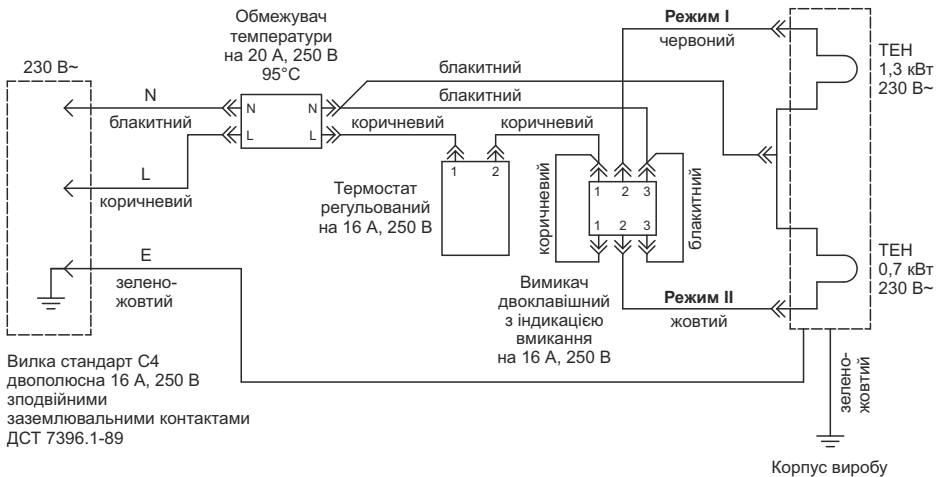 230 В~
N
блакитний
L
коричневий
E
зелено-
жовтий
Вилка стандарт С4
двополюсна 16 А, 250 В
зподвійними
заземлювальними контактами
ДСТ 7396.1-89
Обмежувач
температури
на 20 А, 250 В
95°С
N N
L L
блакитний
блакитний
коричневий
коричневий
1 2
Термостат
регульований
на 16 А, 250 В
Режим I
червоний
коричневий
1 2 3
1 2 3
блакитний
Вимикач
двоклавішний
з індикацією
вмикання
на 16 А, 250 В
Режим II
жовтий
ТЕН
1,3 кВт
230 В~
ТЕН
0,7 кВт
230 В~
зелено-
жовтий
Корпус виробу